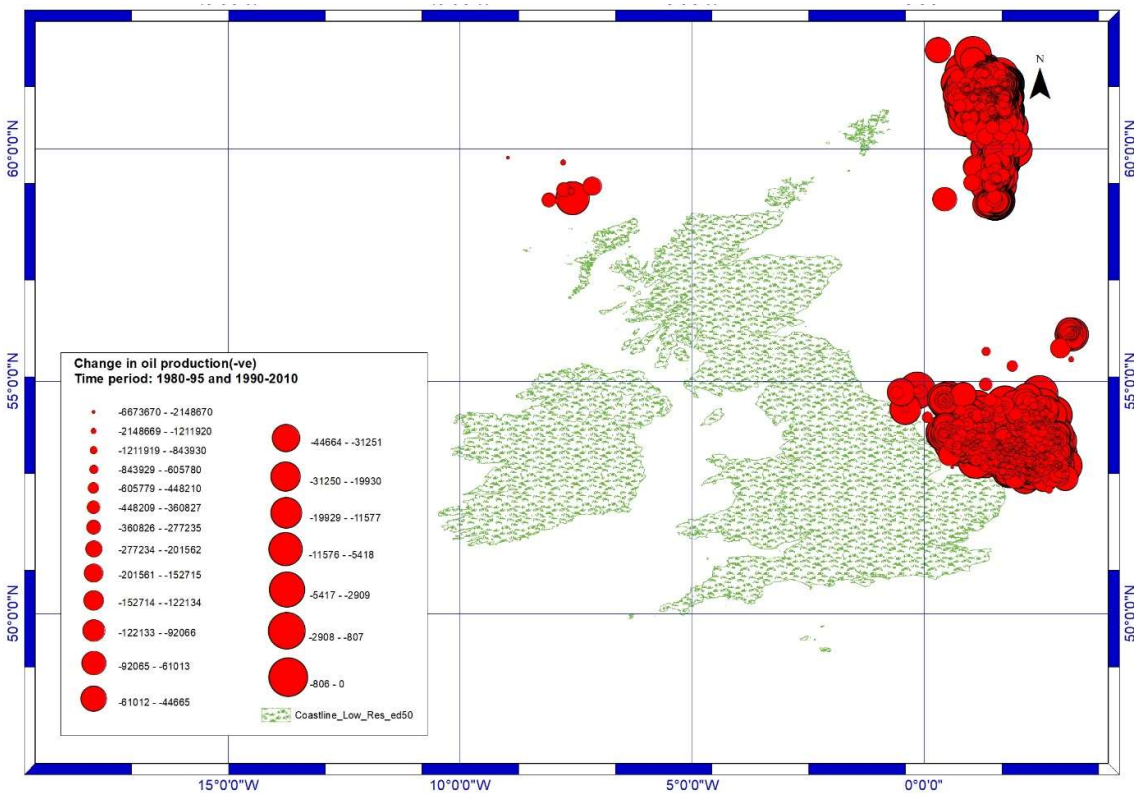 N
60°0'0"N
60°0'0"N
55°0'0"N
55°0'0"N
50°0'0"N
50°0'0"N
Change in oil production(-ve)
Time period: 1980-95 and 1990-2010
-6673670 - -2148670
-2148669 - -1211920
-1211919 - -843930
-843929 - -605780
-605779 - -448210
-448209 - -360827
-360826 - -277235
-277234 - -201562
-201561 - -152715
-152714 - -122134
-122133 - -92066
-92065 - -61013
-61012 - -44665
-44664 - -31251
-31250 - -19930
-19929 - -11577
-11576 - -5418
-5417 - -2909
-2908 - -807
-806 - 0
Coastline_Low_Res_ed50
15°0'0"W
10°0'0"W
5°0'0"W
0°0'0"